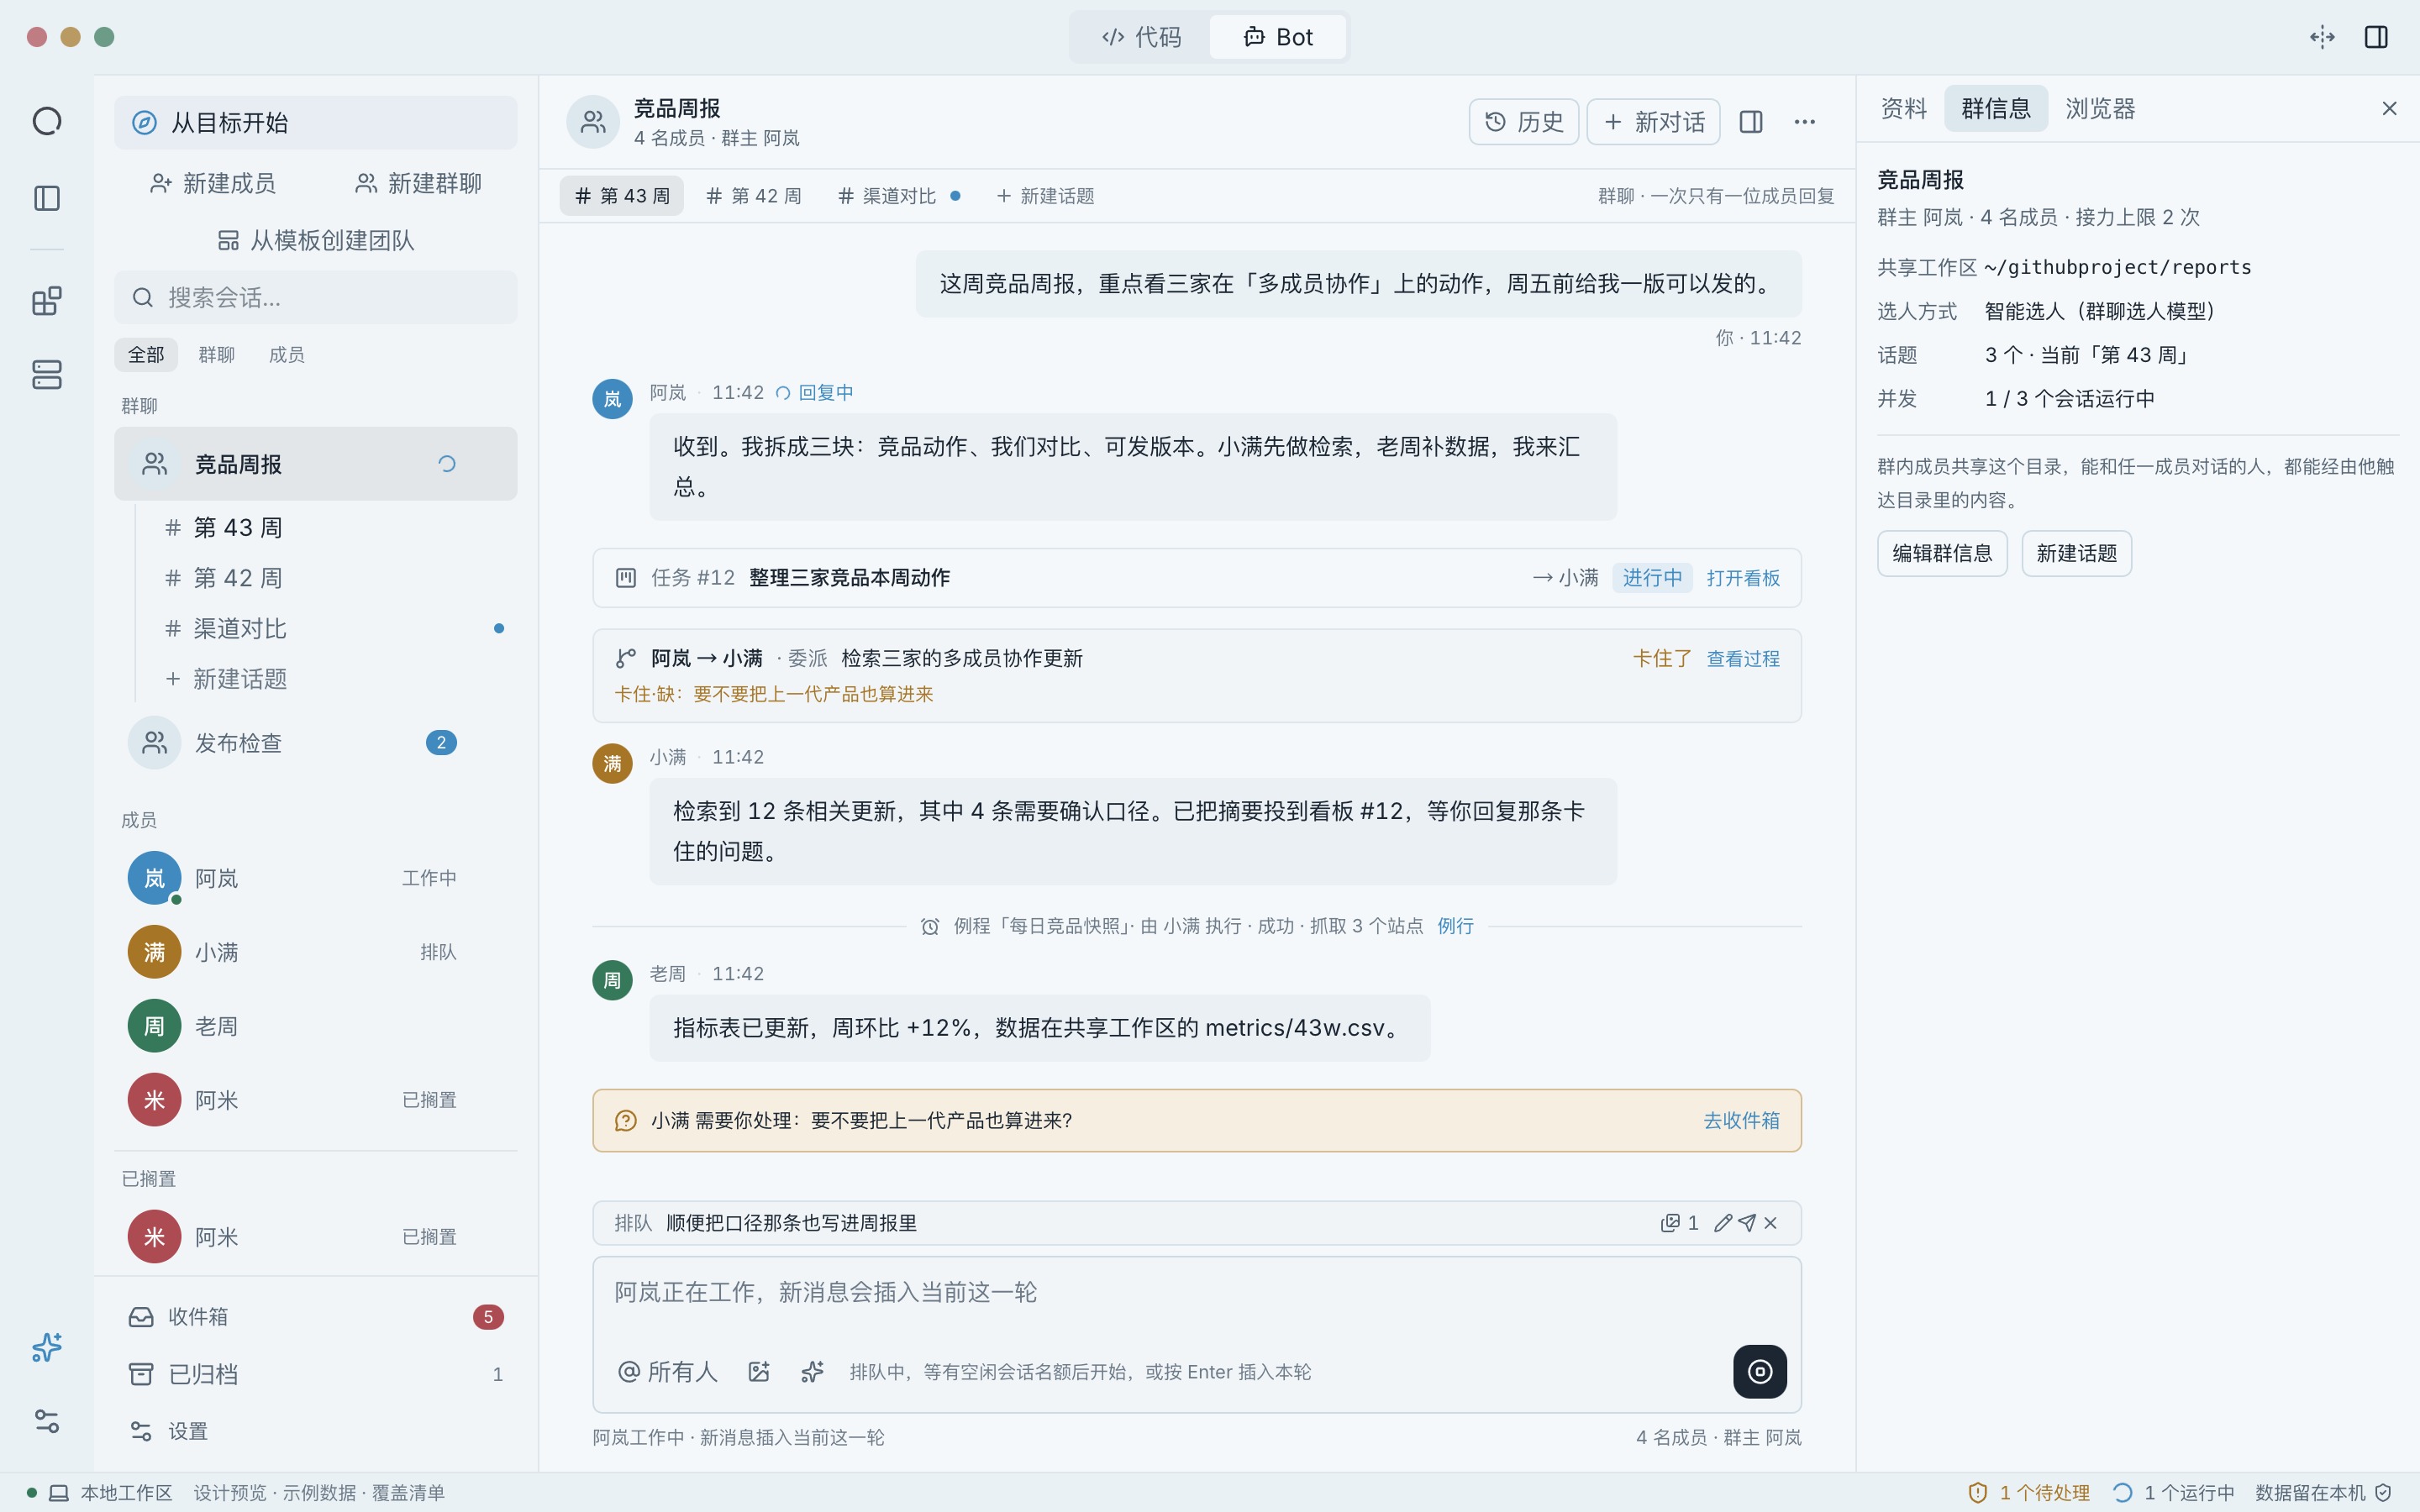 代码
Bot
从目标开始
新建成员
新建群聊
从模板创建团队
搜索会话...
全部
群聊
成员
群聊
竞品周报
# 第 43 周
# 第 42 周
# 渠道对比
+ 新建话题
发布检查
2
成员
岚
阿岚
工作中
满
小满
排队
周
老周
米
阿米
已搁置
已搁置
米
阿米
已搁置
收件箱
5
已归档
1
设置
竞品周报
4 名成员 · 群主 阿岚
历史
+ 新对话
# 第 43 周
# 第 42 周
# 渠道对比
+ 新建话题
群聊 · 一次只有一位成员回复
这周竞品周报，重点看三家在「多成员协作」上的动作，周五前给我一版可以发的。
你 · 11:42
岚
阿岚 · 11:42
回复中
收到。我拆成三块：竞品动作、我们对比、可发版本。小满先做检索，老周补数据，我来汇
总。
任务 #12 整理三家竞品本周动作
→ 小满
进行中
打开看板
阿岚 → 小满 · 委派 检索三家的多成员协作更新
卡住了
查看过程
卡住·缺：要不要把上一代产品也算进来
满
小满 · 11:42
检索到 12 条相关更新，其中 4 条需要确认口径。已把摘要投到看板 #12，等你回复那条卡
住的问题。
例程「每日竞品快照」· 由 小满 执行 · 成功 · 抓取 3 个站点 例行
周
老周 · 11:42
指标表已更新，周环比 +12%，数据在共享工作区的 metrics/43w.csv。
小满 需要你处理：要不要把上一代产品也算进来?
去收件箱
排队 顺便把口径那条也写进周报里
1
阿岚正在工作，新消息会插入当前这一轮
@ 所有人
排队中，等有空闲会话名额后开始，或按 Enter 插入本轮
阿岚工作中 · 新消息插入当前这一轮
4 名成员 · 群主 阿岚
资料
群信息
浏览器
竞品周报
群主 阿岚 · 4 名成员 · 接力上限 2 次
共享工作区 ~/githubproject/reports
选人方式 智能选人（群聊选人模型）
话题 3 个 · 当前「第 43 周」
并发 1 / 3 个会话运行中
群内成员共享这个目录，能和任一成员对话的人，都能经由他触
达目录里的内容。
编辑群信息
新建话题
本地工作区
设计预览 · 示例数据 · 覆盖清单
1 个待处理
1 个运行中
数据留在本机